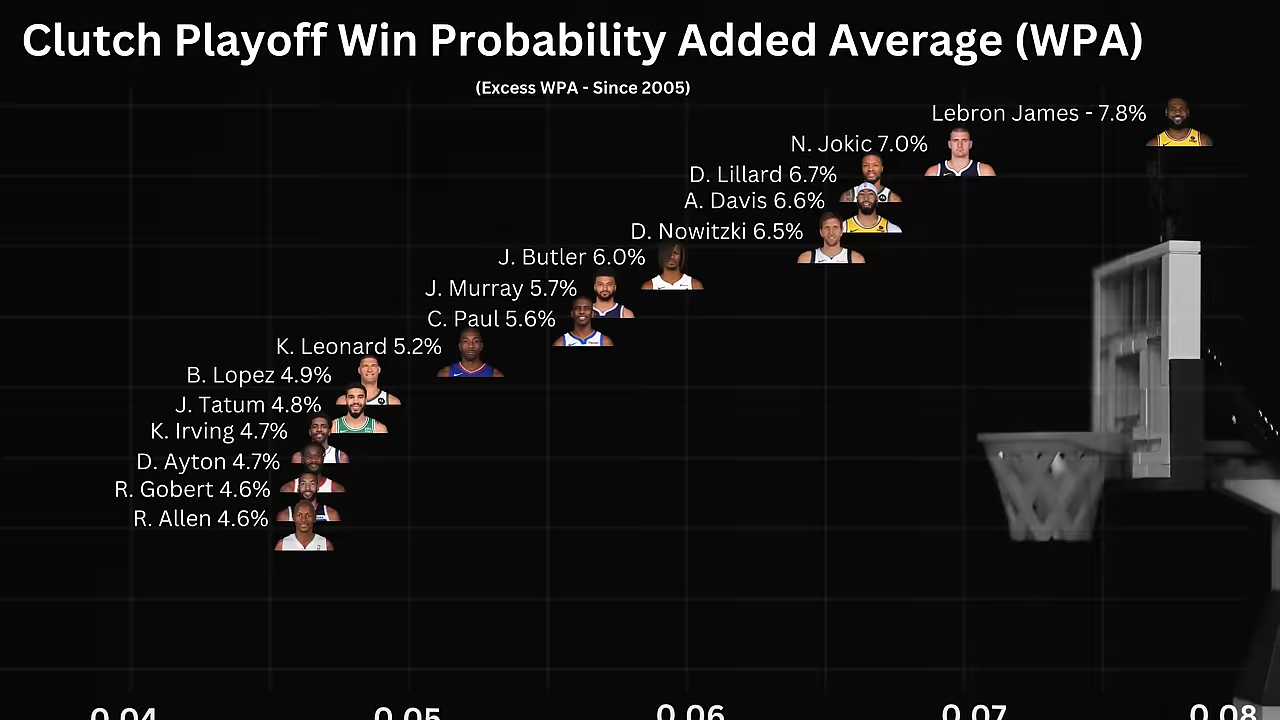 Clutch Playoff Win Probability Added Average (WPA)
(Excess WPA - Since 2005)
Lebron James - 7.8%
N. Jokic 7.0%
D. Lillard 6.7%
A. Davis 6.6%
D. Nowitzki 6.5%
J. Butler 6.0%
J. Murray 5.7%
C. Paul 5.6%
K. Leonard 5.2%
B. Lopez 4.9%
J. Tatum 4.8%
K. Irving 4.7%
D. Ayton 4.7%
R. Gobert 4.6%
R. Allen 4.6%
0.04 0.05 0.06 0.07 0.08